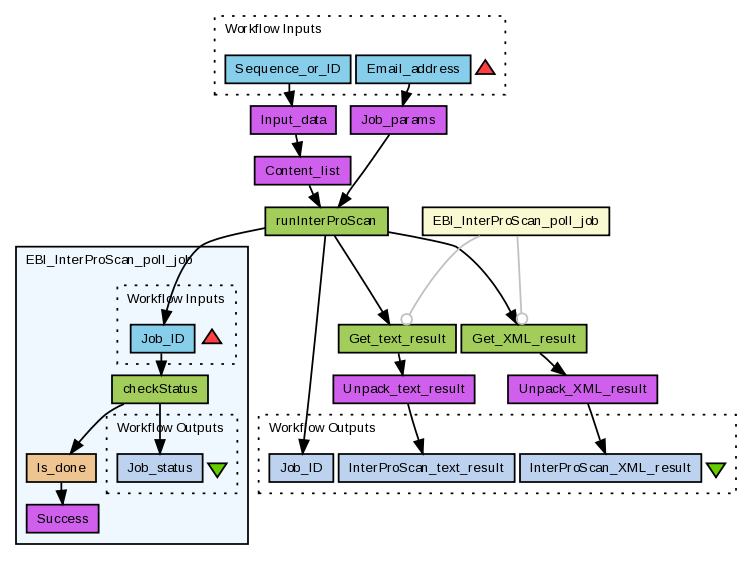 Workflow Inputs
Sequence_or_ID
Email_address
Input_data
Job_params
Content_list
runInterProScan
EBI_InterProScan_poll_job
EBI_InterProScan_poll_job
Workflow Inputs
Job_ID
Get_text_result
Get_XML_result
checkStatus
Unpack_text_result
Unpack_XML_result
Workflow Outputs
Workflow Outputs
Is_done
Job_status
Job_ID
InterProScan_text_result
InterProScan_XML_result
Success